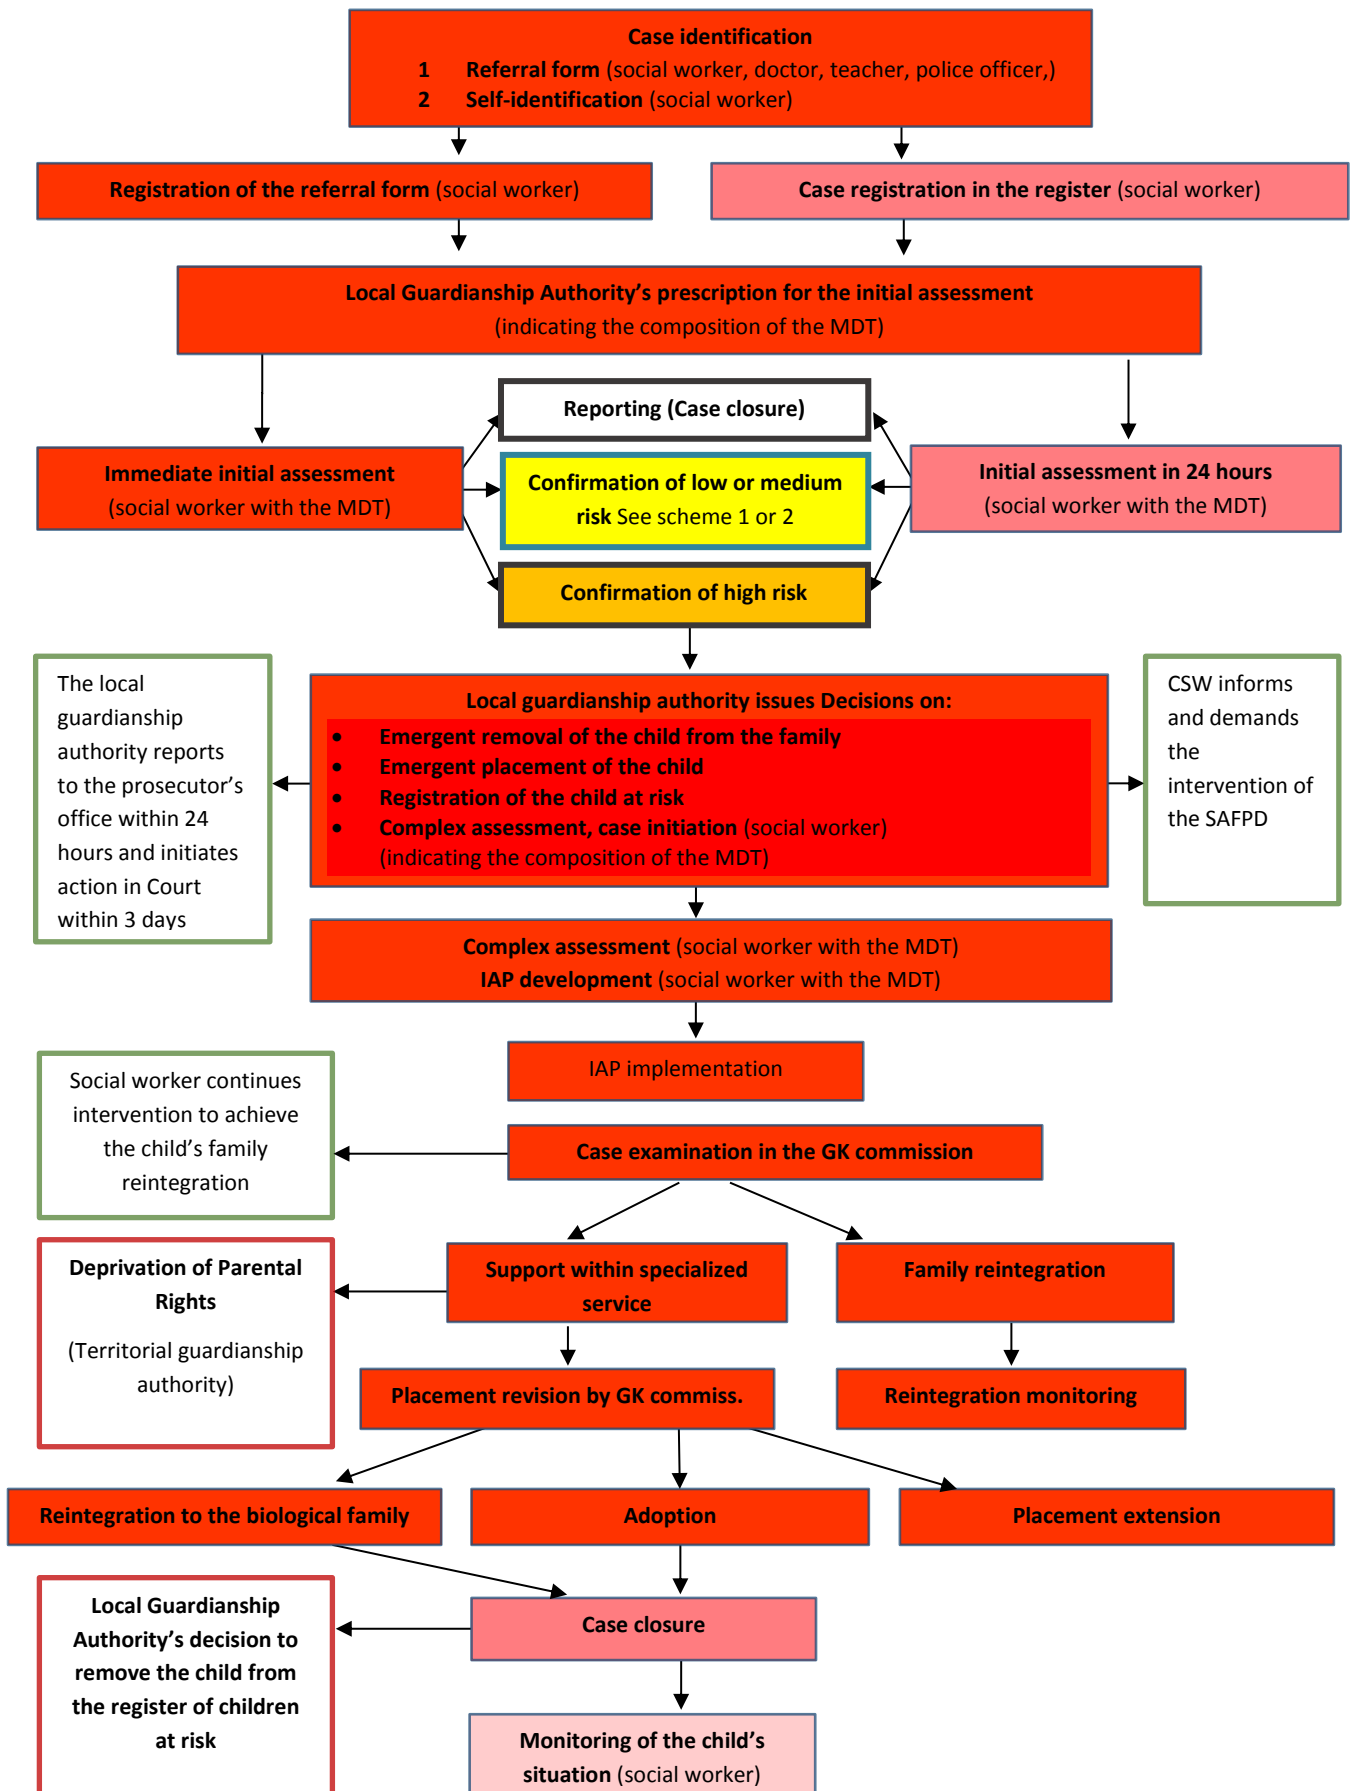 Case identification
1 Referral form (social worker, doctor, teacher, police officer,)
2 Self-identification (social worker)
Registration of the referral form (social worker)
Case registration in the register (social worker)
Local Guardianship Authority’s prescription for the initial assessment
(indicating the composition of the MDT)
Reporting (Case closure)
Immediate initial assessment
(social worker with the MDT)
Confirmation of low or medium
risk See scheme 1 or 2
Initial assessment in 24 hours
(social worker with the MDT)
Confirmation of high risk
The local
guardianship
authority reports
to the prosecutor’s
office within 24
hours and initiates
action in Court
within 3 days
Local guardianship authority issues Decisions on:
• Emergent removal of the child from the family
• Emergent placement of the child
• Registration of the child at risk
• Complex assessment, case initiation (social worker)
(indicating the composition of the MDT)
CSW informs
and demands
the
intervention of
the SAFPD
Complex assessment (social worker with the MDT)
IAP development (social worker with the MDT)
IAP implementation
Social worker continues
intervention to achieve
the child’s family
reintegration
Case examination in the GK commission
Deprivation of Parental
Rights
(Territorial guardianship
authority)
Support within specialized
service
Family reintegration
Placement revision by GK commiss.
Reintegration monitoring
Reintegration to the biological family
Adoption
Placement extension
Local Guardianship
Authority’s decision to
remove the child from
the register of children
at risk
Case closure
Monitoring of the child’s
situation (social worker)